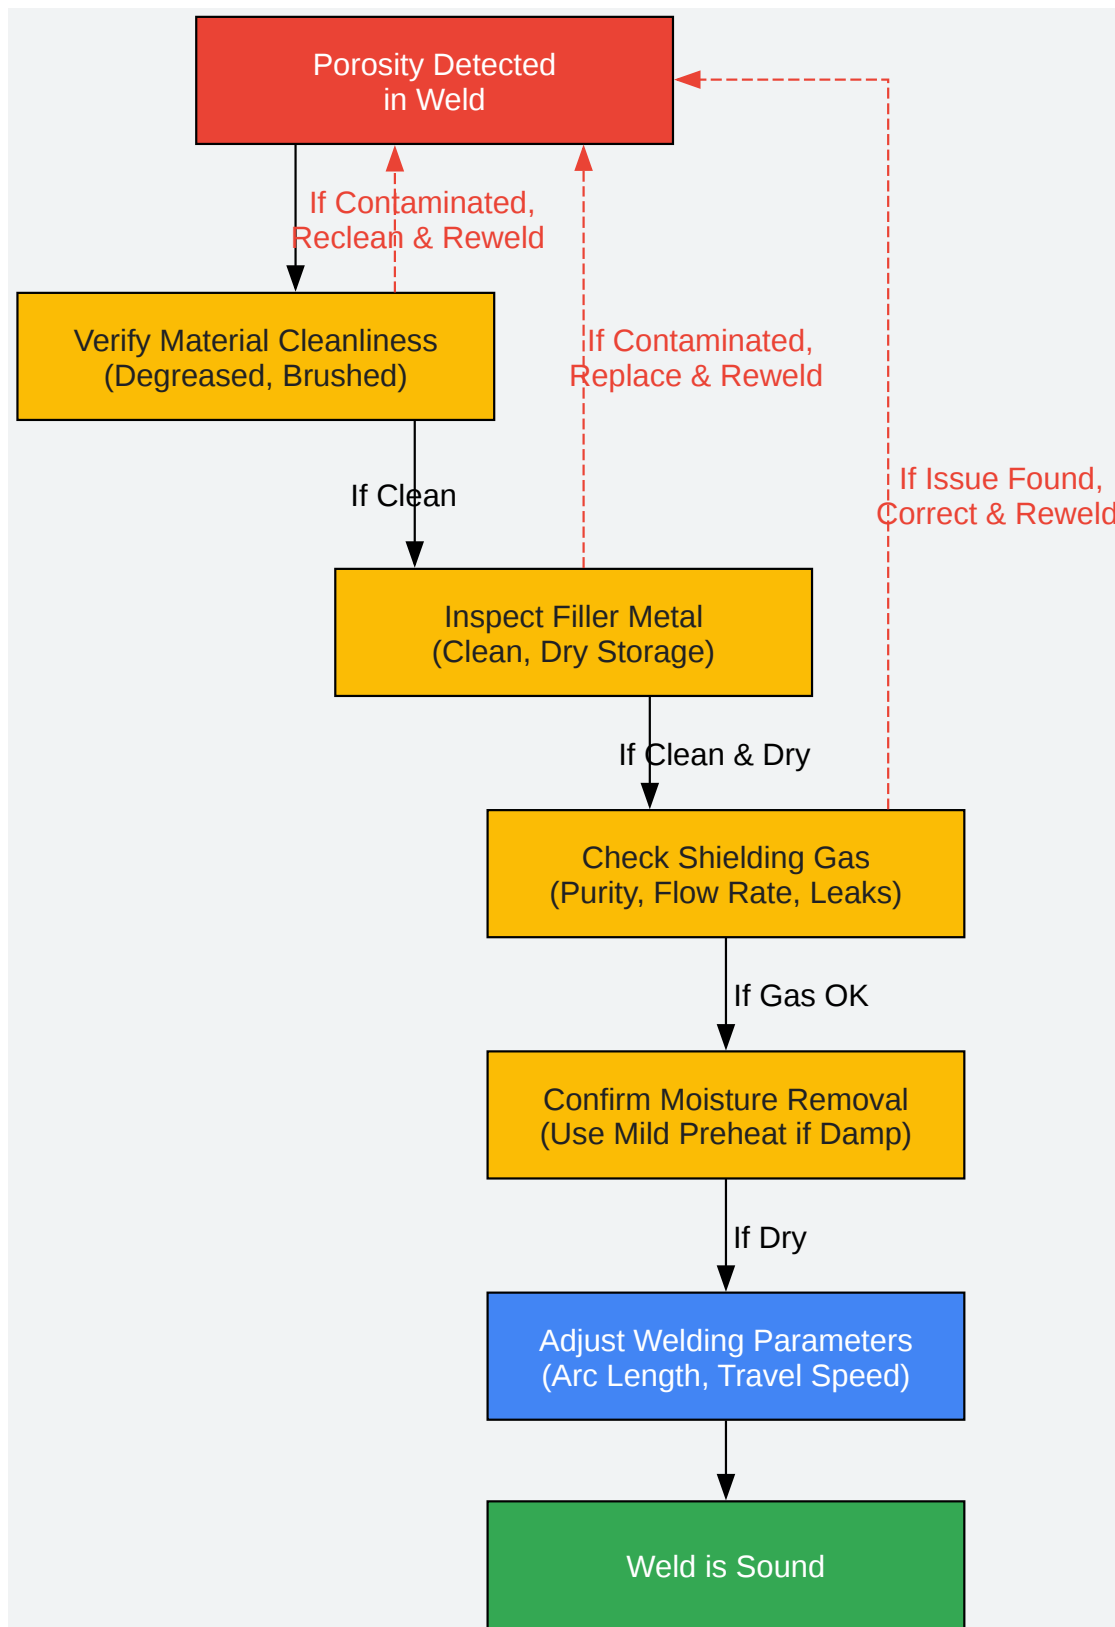 Porosity Detected
in Weld
If Contaminated,
Reclean & Reweld
Verify Material Cleanliness
(Degreased, Brushed)
If Contaminated,
Replace & Reweld
If Clean
If Issue Found,
Correct & Reweld
Inspect Filler Metal
(Clean, Dry Storage)
If Clean & Dry
Check Shielding Gas
(Purity, Flow Rate, Leaks)
If Gas OK
Confirm Moisture Removal
(Use Mild Preheat if Damp)
If Dry
Adjust Welding Parameters
(Arc Length, Travel Speed)
Weld is Sound